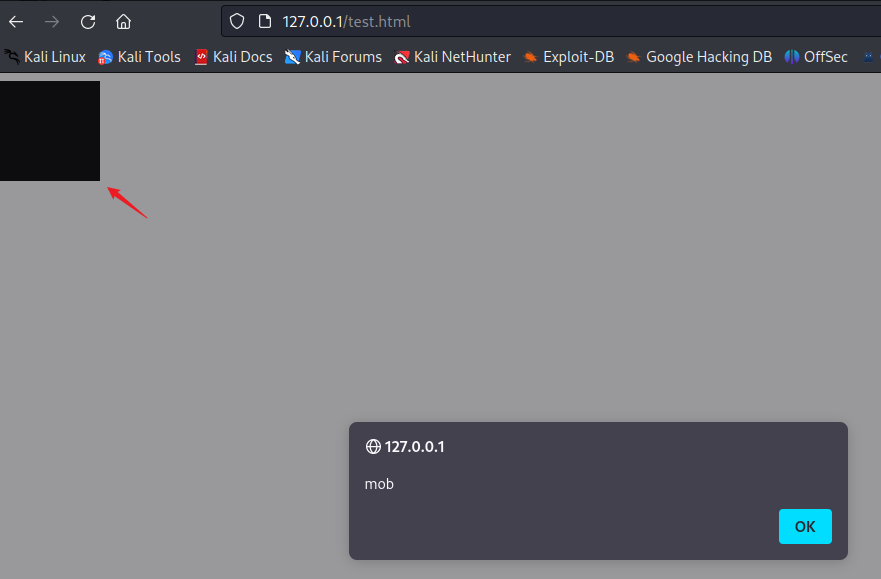 127.0.0.1/test.html
Kali Linux Kali Tools Kali Docs Kali Forums Kali NetHunter Exploit-DB Google Hacking DB OffSec
127.0.0.1
mob
OK